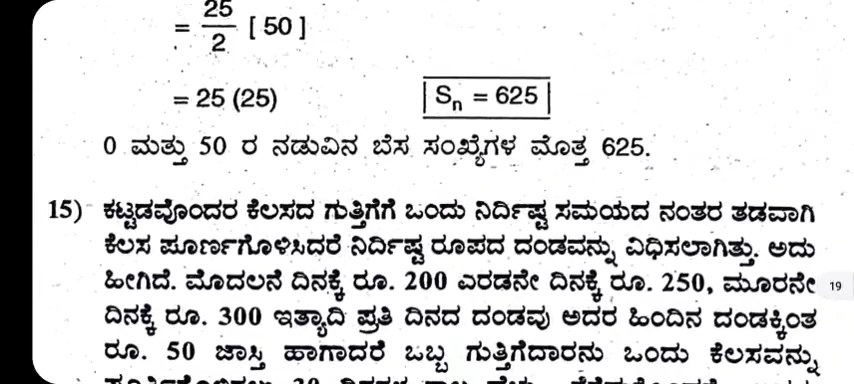 = 25/2 [ 50 ]
= 25 (25) Sₙ = 625
0 ಮತ್ತು 50 ರ ನಡುವಿನ ಬೆಸ ಸಂಖ್ಯೆಗಳ ಮೊತ್ತ 625.
15) ಕಟ್ಟಡವೊಂದರ ಕೆಲಸದ ಗುತ್ತಿಗೆಗೆ ಒಂದು ನಿರ್ದಿಷ್ಟ ಸಮಯದ ನಂತರ ತಡವಾಗಿ
ಕೆಲಸ ಪೂರ್ಣಗೊಳಿಸಿದರೆ ನಿರ್ದಿಷ್ಟ ರೂಪದ ದಂಡವನ್ನು ವಿಧಿಸಲಾಗಿತ್ತು. ಅದು
ಹೀಗಿದೆ. ಮೊದಲನೆ ದಿನಕ್ಕೆ ರೂ. 200 ಎರಡನೇ ದಿನಕ್ಕೆ ರೂ. 250, ಮೂರನೇ
19
ದಿನಕ್ಕೆ ರೂ. 300 ಇತ್ಯಾದಿ ಪ್ರತಿ ದಿನದ ದಂಡವು ಅದರ ಹಿಂದಿನ ದಂಡಕ್ಕಿಂತ
ರೂ. 50 ಜಾಸ್ತಿ ಹಾಗಾದರೆ ಒಬ್ಬ ಗುತ್ತಿಗೆದಾರನು ಒಂದು ಕೆಲಸವನ್ನು